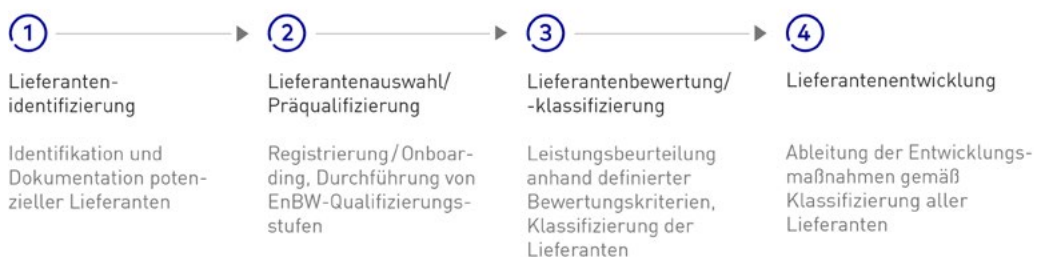 1
Lieferanten-
identifizierung
Identifikation und
Dokumentation poten-
zieller Lieferanten
2
Lieferantenauswahl/
Präqualifizierung
Registrierung/Onboar-
ding, Durchführung von
EnBW-Qualifizierungs-
stufen
3
Lieferantenbewertung/
-klassifizierung
Leistungsbeurteilung
anhand definierter
Bewertungskriterien,
Klassifizierung der
Lieferanten
4
Lieferantenentwicklung
Ableitung der Entwicklungs-
maßnahmen gemäß
Klassifizierung aller
Lieferanten